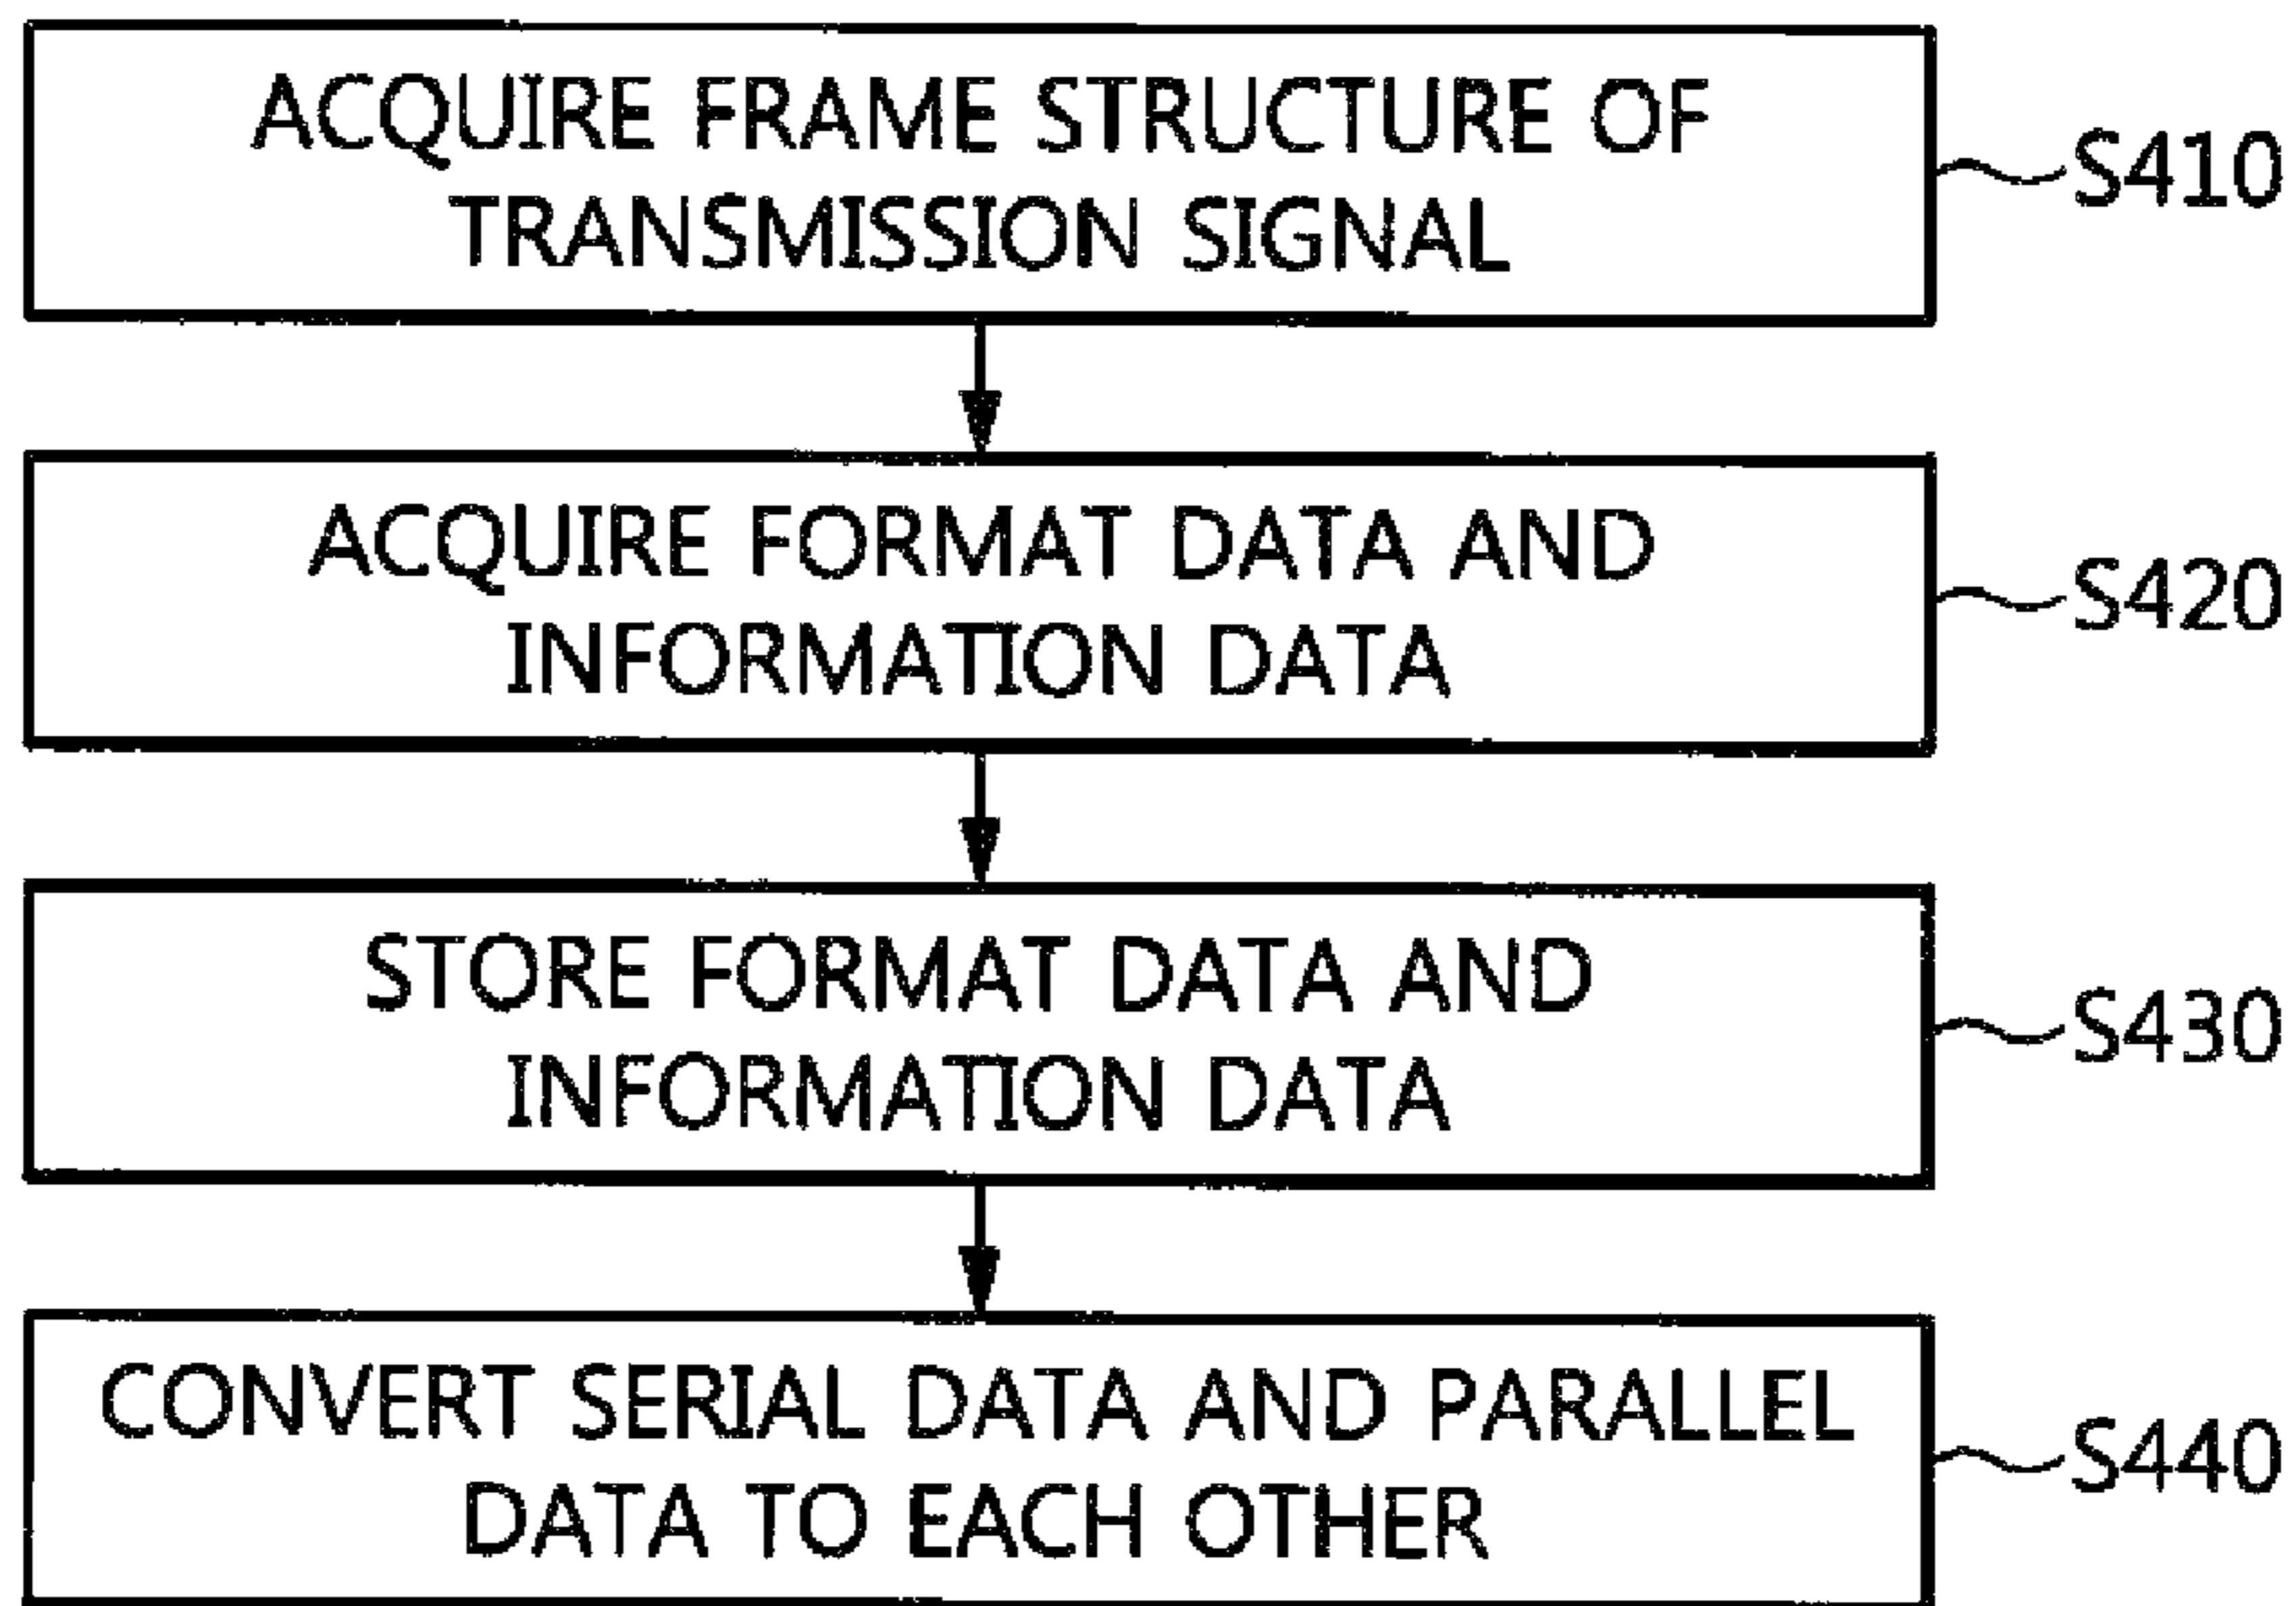 ACQUIRE FRAME STRUCTURE OF
TRANSMISSION SIGNAL
S410
ACQUIRE FORMAT DATA AND
INFORMATION DATA
S420
STORE FORMAT DATA AND
INFORMATION DATA
S430
CONVERT SERIAL DATA AND PARALLEL
DATA TO EACH OTHER
S440